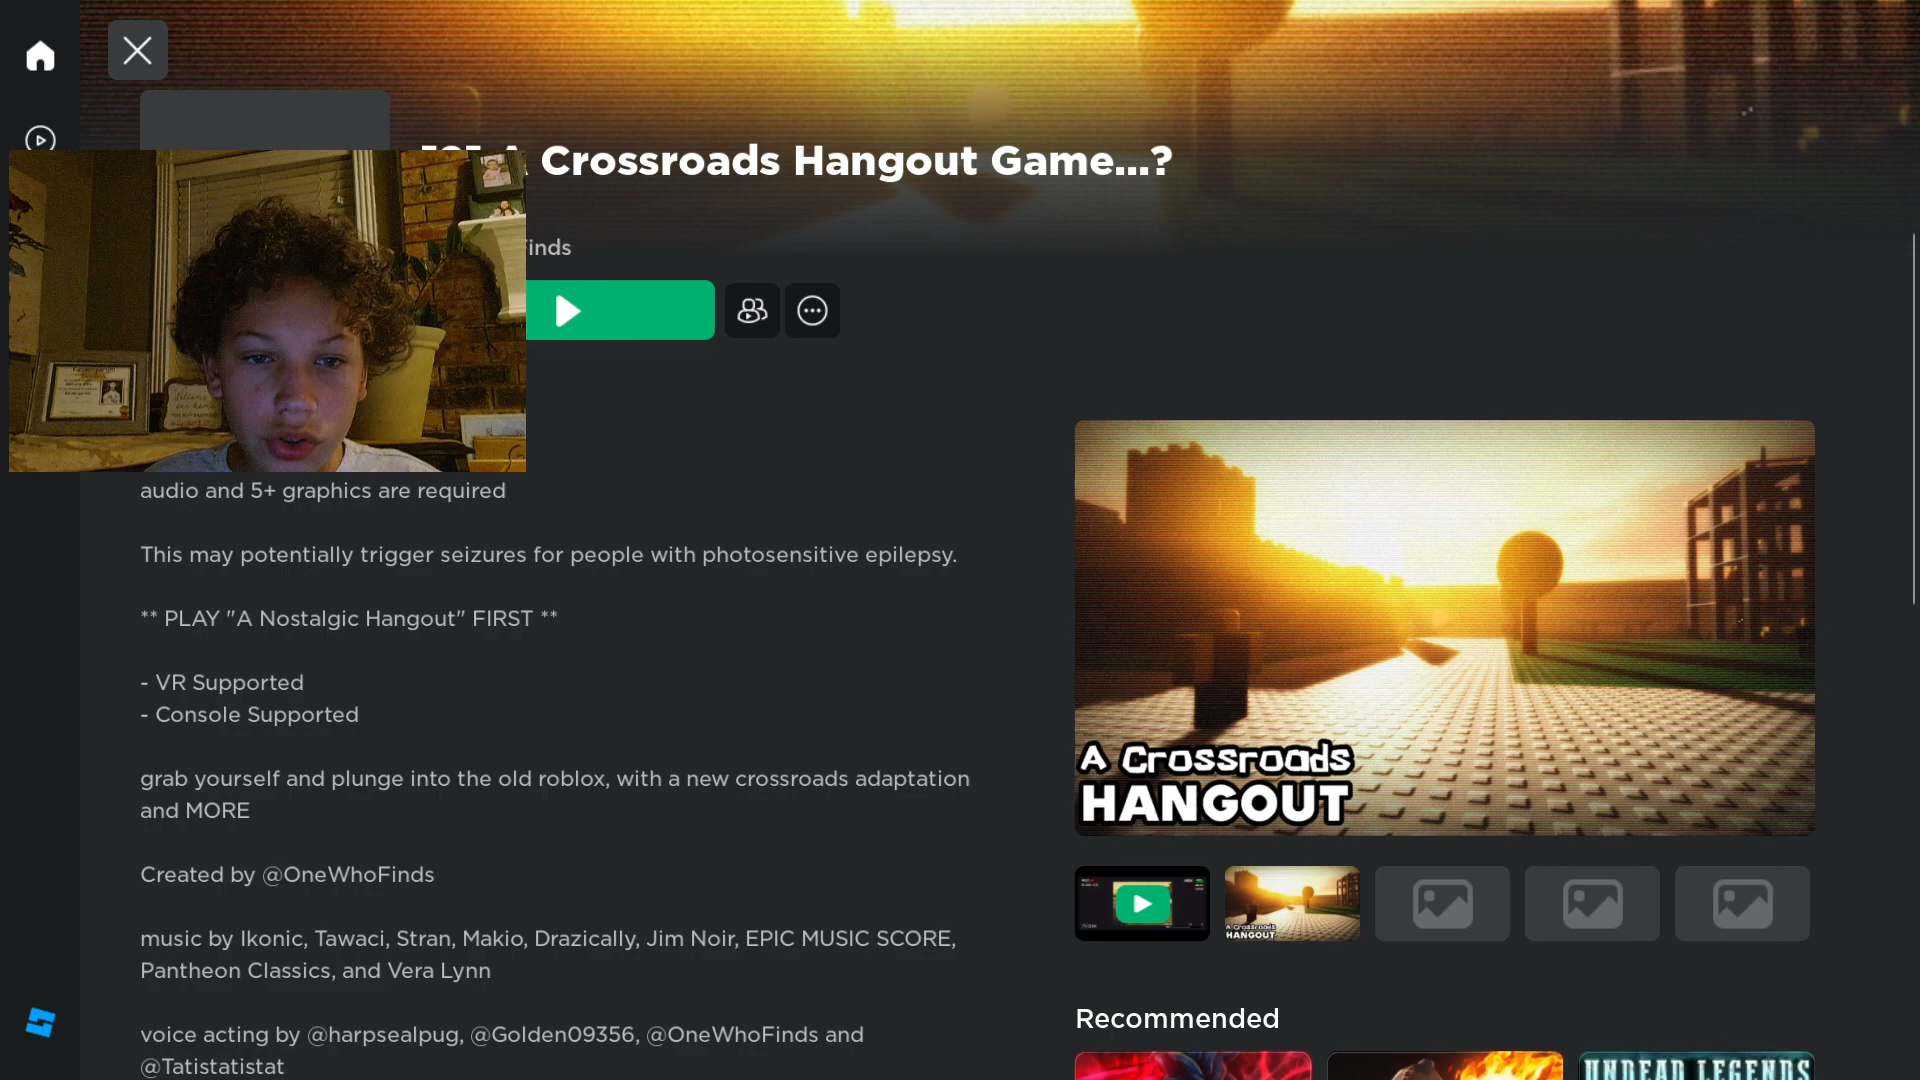 A Crossroads Hangout Game...?
audio and 5+ graphics are required
This may potentially trigger seizures for people with photosensitive epilepsy.
** PLAY "A Nostalgic Hangout" FIRST **
- VR Supported
- Console Supported
grab yourself and plunge into the old roblox, with a new crossroads adaptation
and MORE
Created by @OneWhoFinds
music by Ikonic, Tawaci, Stran, Makio, Drazically, Jim Noir, EPIC MUSIC SCORE,
Pantheon Classics, and Vera Lynn
voice acting by @harpsealpug, @Golden09356, @OneWhoFinds and
@Tatistatistat
A Crossroads
HANGOUT
A Crossroads
HANGOUT
Recommended
UNDEAD LEGENDS